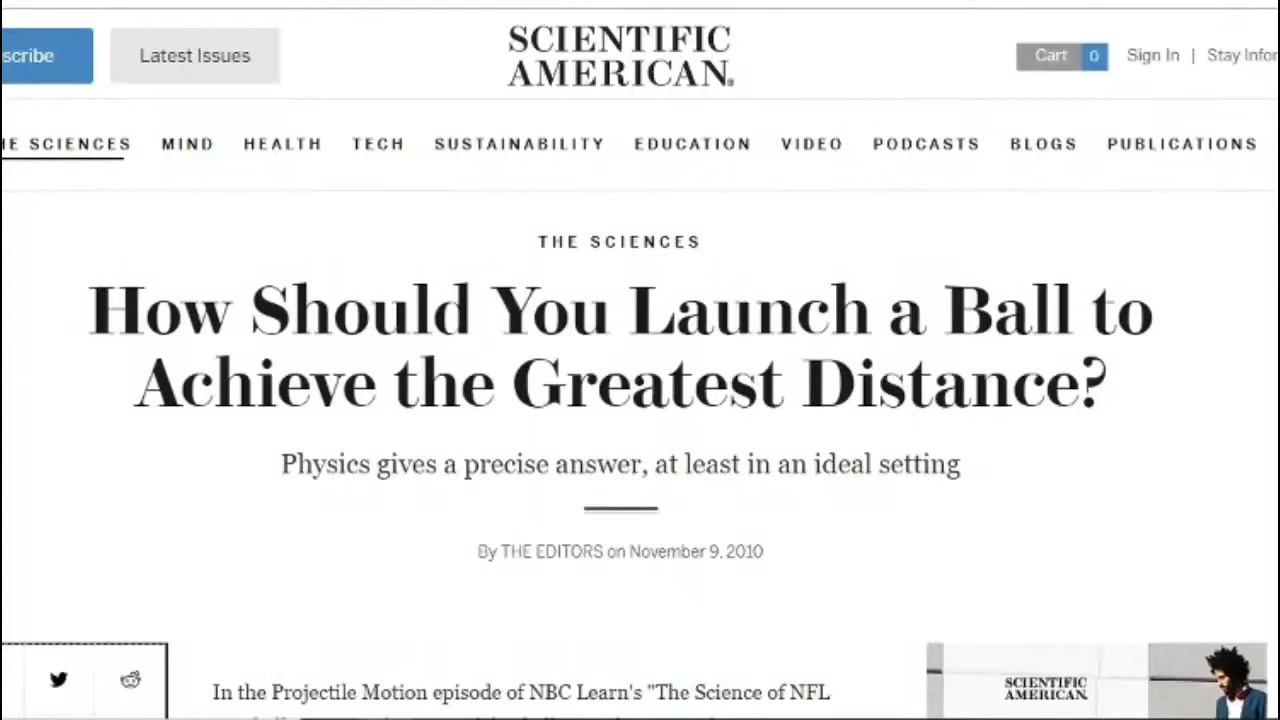 scribe
Latest Issues
SCIENTIFIC
AMERICAN®
Cart 0
Sign In | Stay Infor
HE SCIENCES MIND HEALTH TECH SUSTAINABILITY EDUCATION VIDEO PODCASTS BLOGS PUBLICATIONS
THE SCIENCES
How Should You Launch a Ball to
Achieve the Greatest Distance?
Physics gives a precise answer, at least in an ideal setting
By THE EDITORS on November 9, 2010
In the Projectile Motion episode of NBC Learn's "The Science of NFL
SCIENTIFIC
AMERICAN